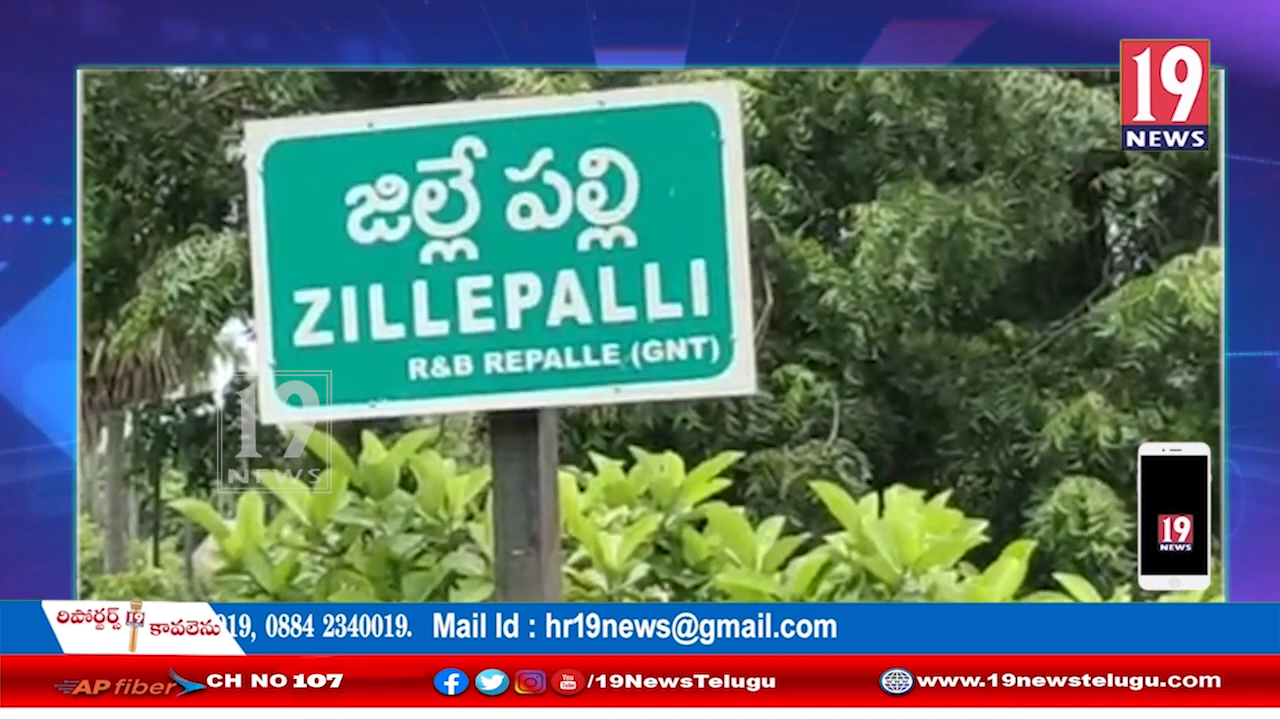 19
NEWS
జిల్లే పల్లి
ZILLEPALLI
R&B REPALLE (GNT)
19
NEWS
19
NEWS
రిపోర్టర్స్ 19 కావలెను
019, 0884 2340019. Mail Id : hr19news@gmail.com
AP fiber CH NO 107 /19NewsTelugu www.19newstelugu.com